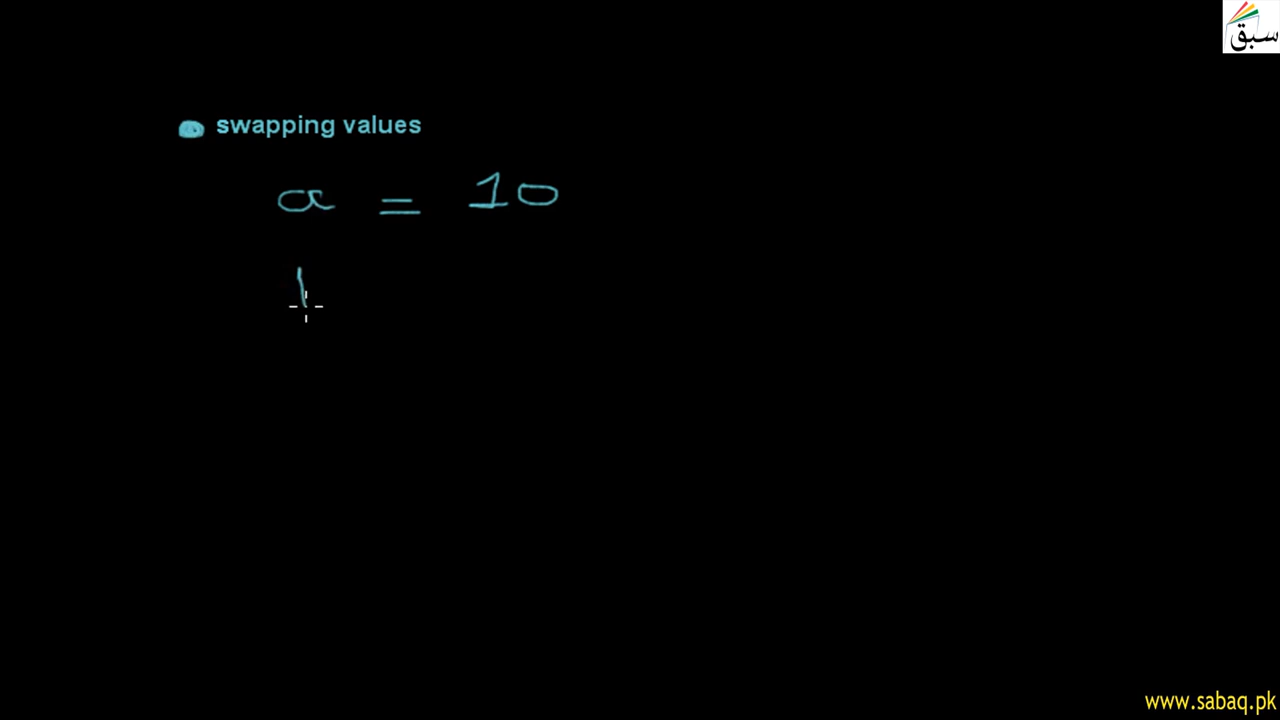 سبق
swapping values
a = 10
www.sabaq.pk